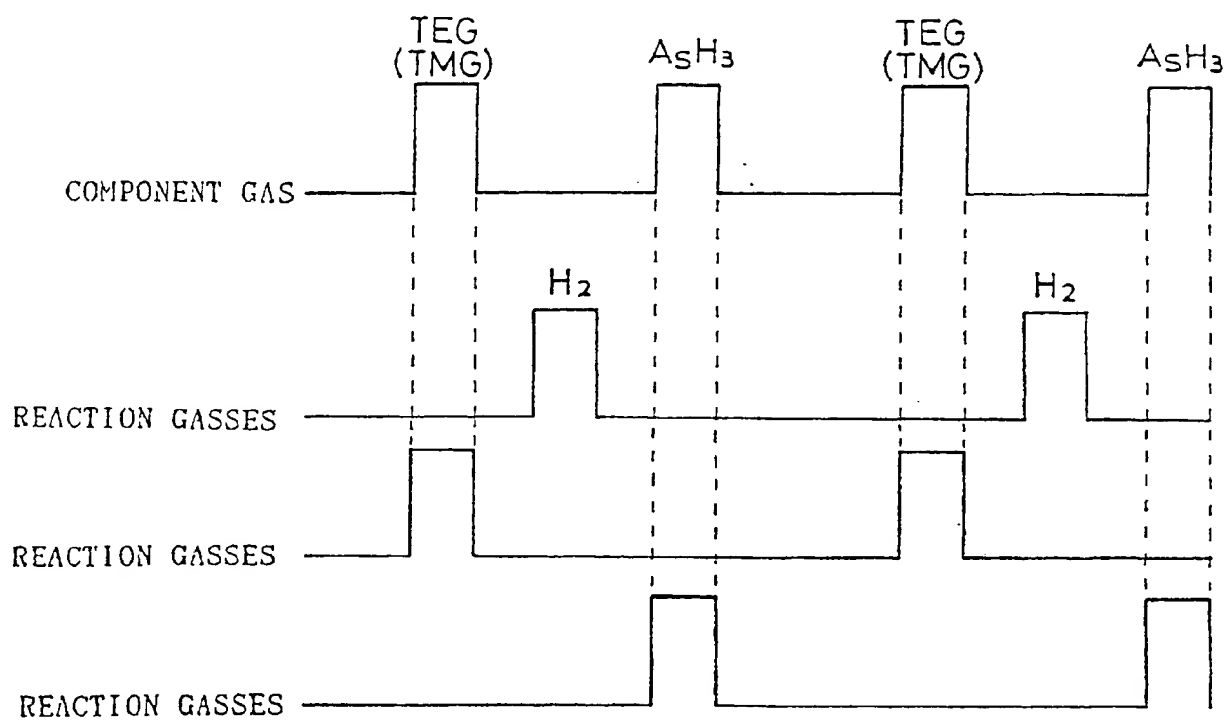 TEG
(TMG)
AsH3
TEG
(TMG)
AsH3
COMPONENT GAS
H2
H2
REACTION GASSES
REACTION GASSES
REACTION GASSES